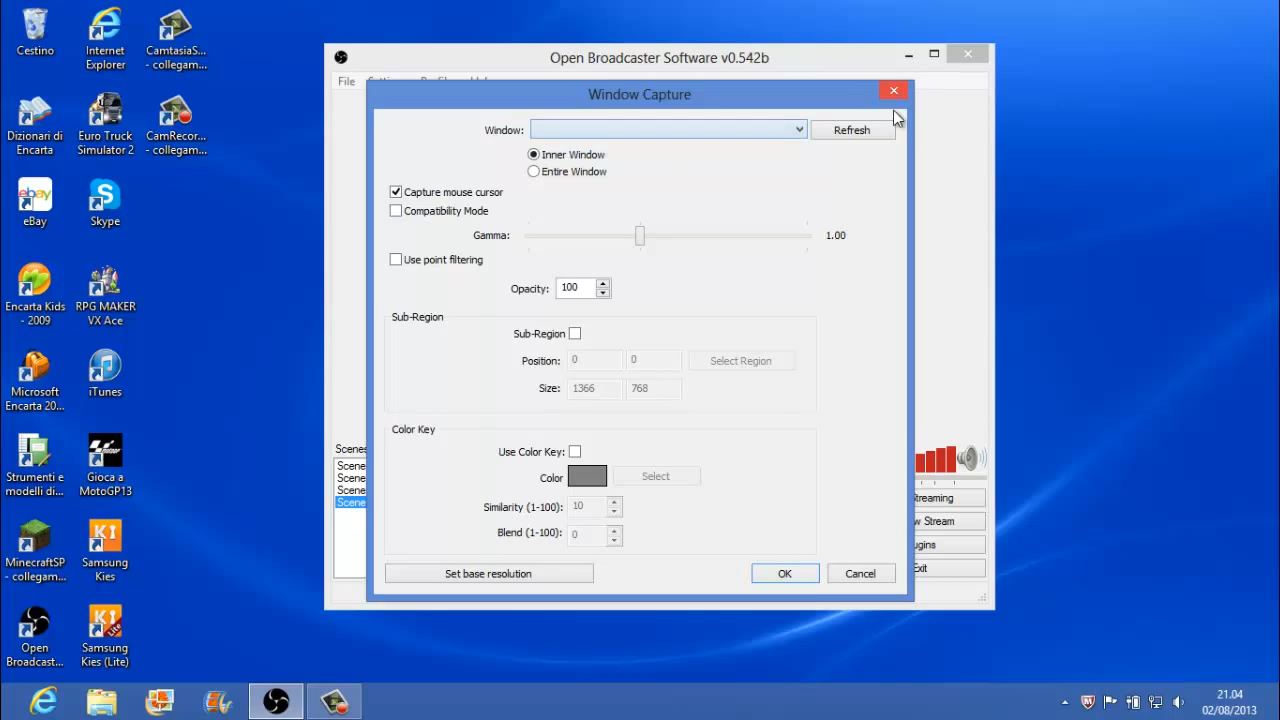 Cestino
Internet
Explorer
CamtasiaS...
- collegam...
Dizionari di
Encarta
Euro Truck
Simulator 2
CamRecor...
- collegam...
eBay
Skype
Encarta Kids
- 2009
RPG MAKER
VX Ace
Microsoft
Encarta 20...
iTunes
Strumenti e
modelli di...
Gioca a
MotoGP13
MinecraftSP
- collegam...
Samsung
Kies
Open
Broadcast...
Samsung
Kies (Lite)
Open Broadcaster Software v0.542b
File
Window Capture
Window:
Refresh
Inner Window
Entire Window
Capture mouse cursor
Compatibility Mode
Gamma:
1.00
Use point filtering
Opacity:
100
Sub-Region
Sub-Region
Position:
0
0
Select Region
Size:
1366
768
Color Key
Use Color Key:
Color
Select
Similarity (1-100):
10
Blend (1-100):
0
Set base resolution
OK
Cancel
Scenes
Scene
Scene
Scene
Scene
Streaming
w Stream
ugins
Exit
21.04
02/08/2013